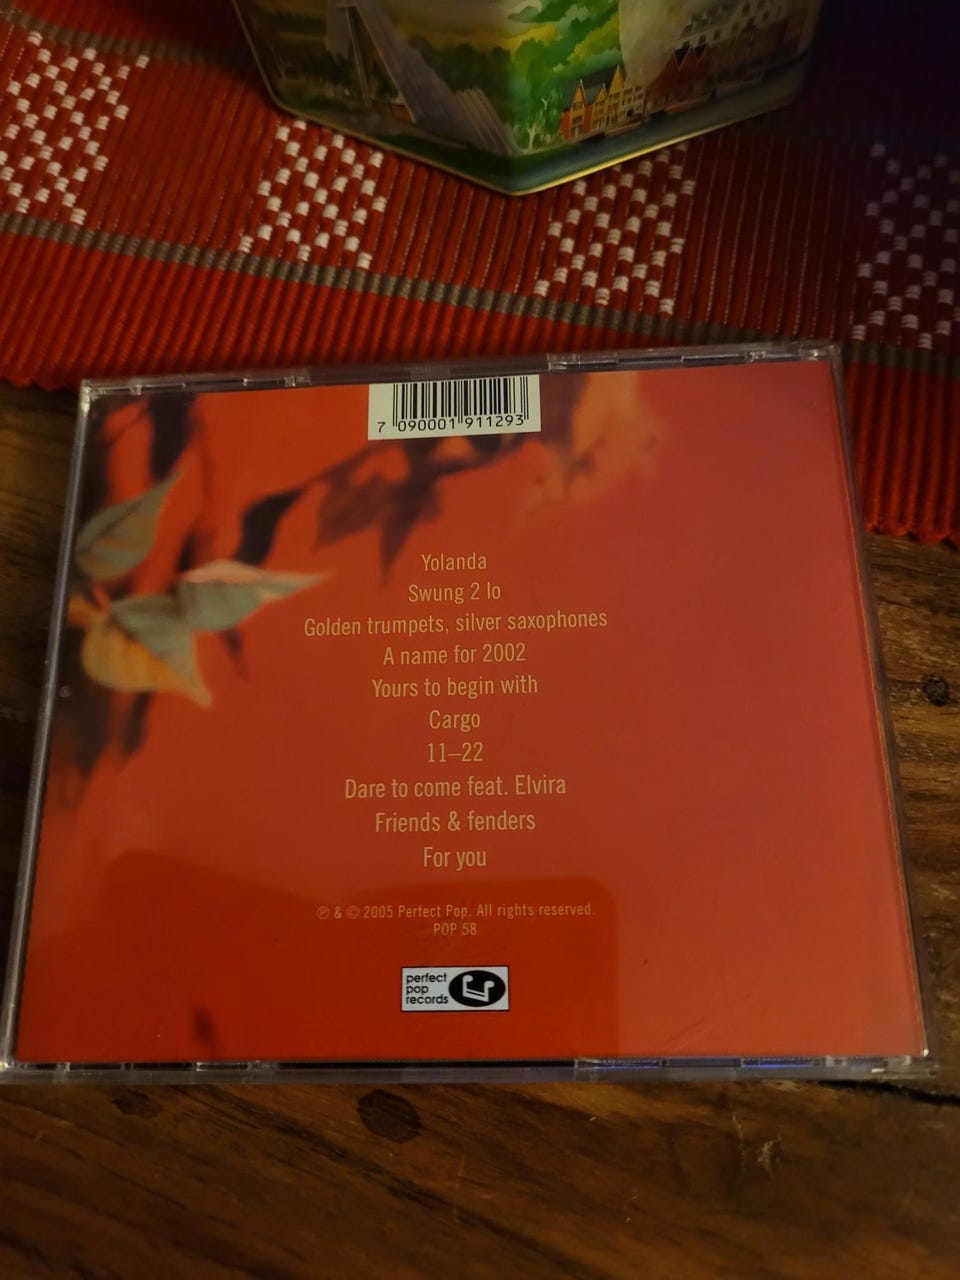 7 090001 911293
Yolanda
Swung 2 lo
Golden trumpets, silver saxophones
A name for 2002
Yours to begin with
Cargo
11–22
Dare to come feat. Elvira
Friends & fenders
For you
℗ & © 2005 Perfect Pop. All rights reserved.
POP 58
perfect
pop
records